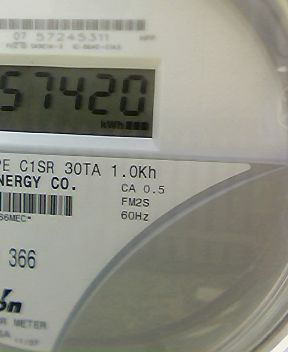 07 57245311
57420
kWh
PE C1SR 30TA 1.0Kh
NERGY CO.
CA 0.5
FM2S
60Hz
366
R METER